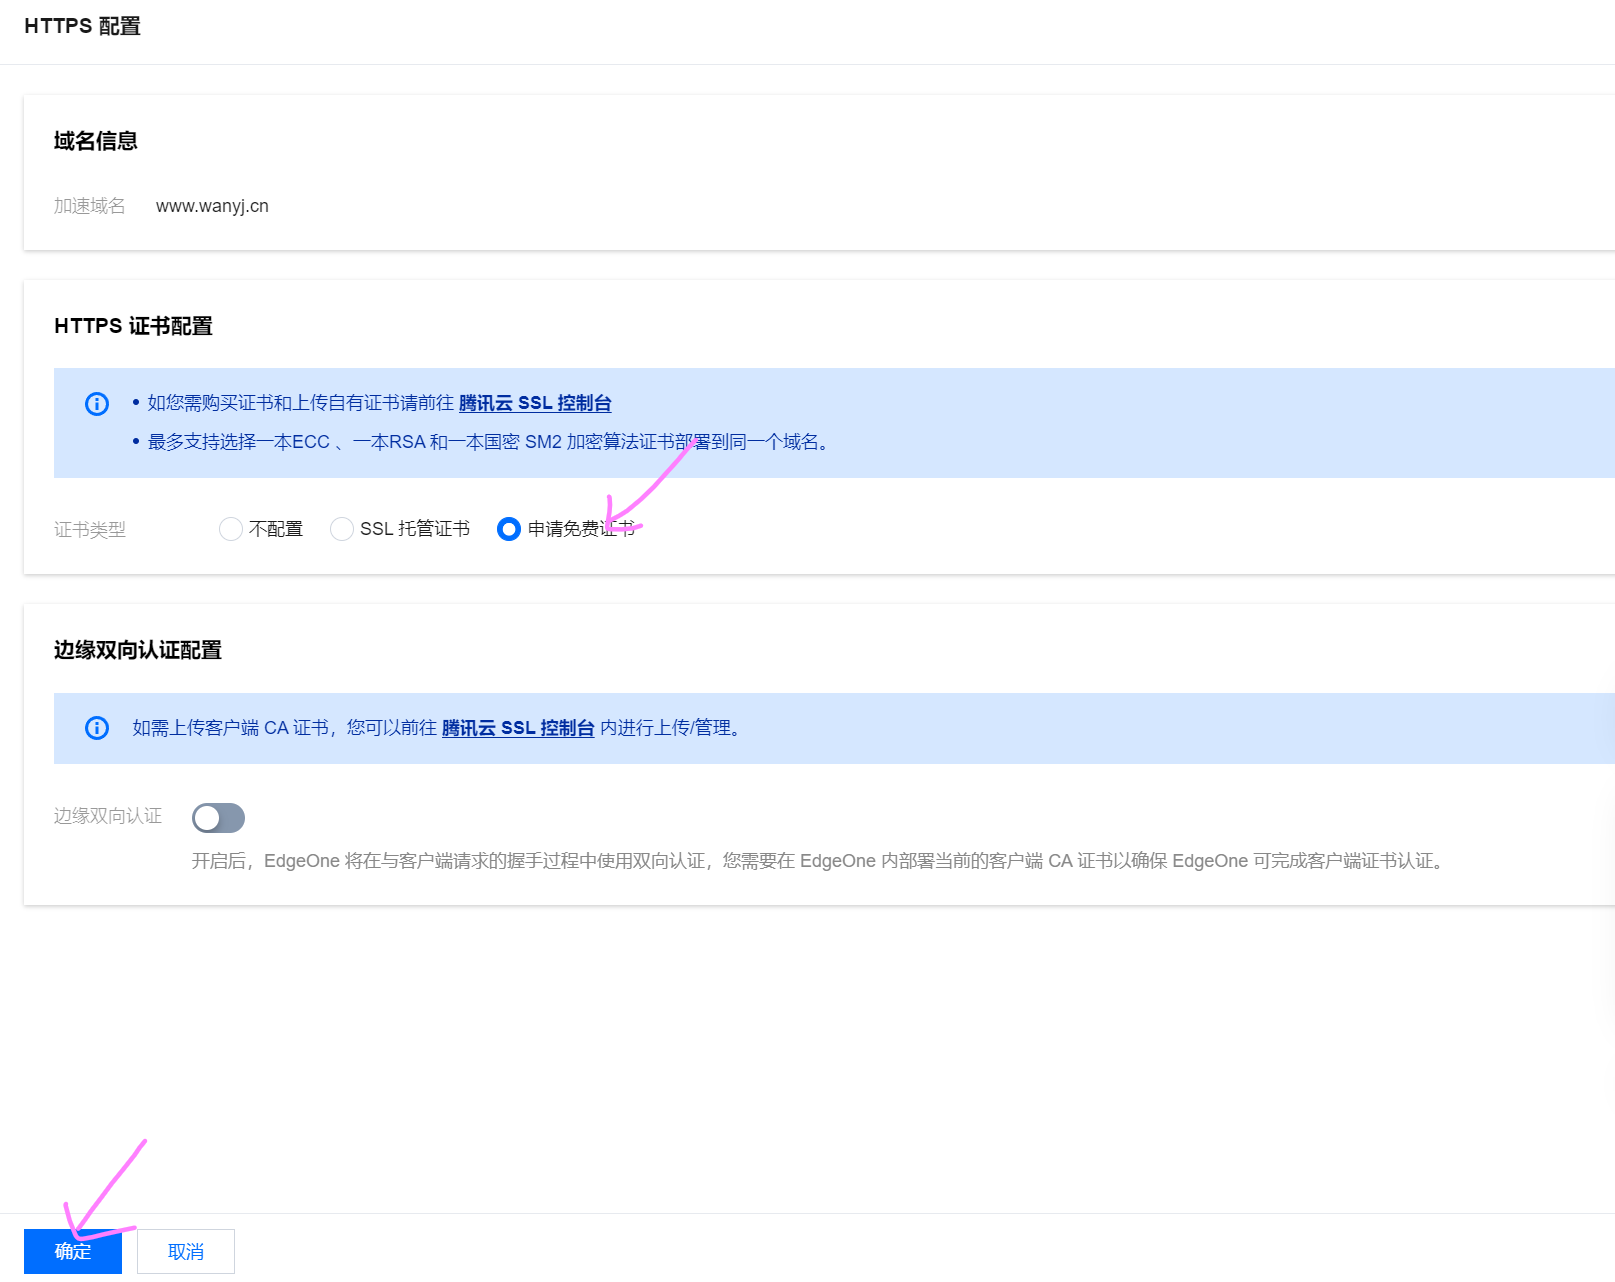 HTTPS 配置
域名信息
加速域名 www.wanyj.cn
HTTPS 证书配置
• 如您需购买证书和上传自有证书请前往 腾讯云 SSL 控制台
• 最多支持选择一本ECC 、一本RSA 和一本国密 SM2 加密算法证书部署到同一个域名。
证书类型 不配置 SSL 托管证书 申请免费证书
边缘双向认证配置
如需上传客户端 CA 证书，您可以前往 腾讯云 SSL 控制台 内进行上传/管理。
边缘双向认证
开启后，EdgeOne 将在与客户端请求的握手过程中使用双向认证，您需要在 EdgeOne 内部署当前的客户端 CA 证书以确保 EdgeOne 可完成客户端证书认证。
确定 取消